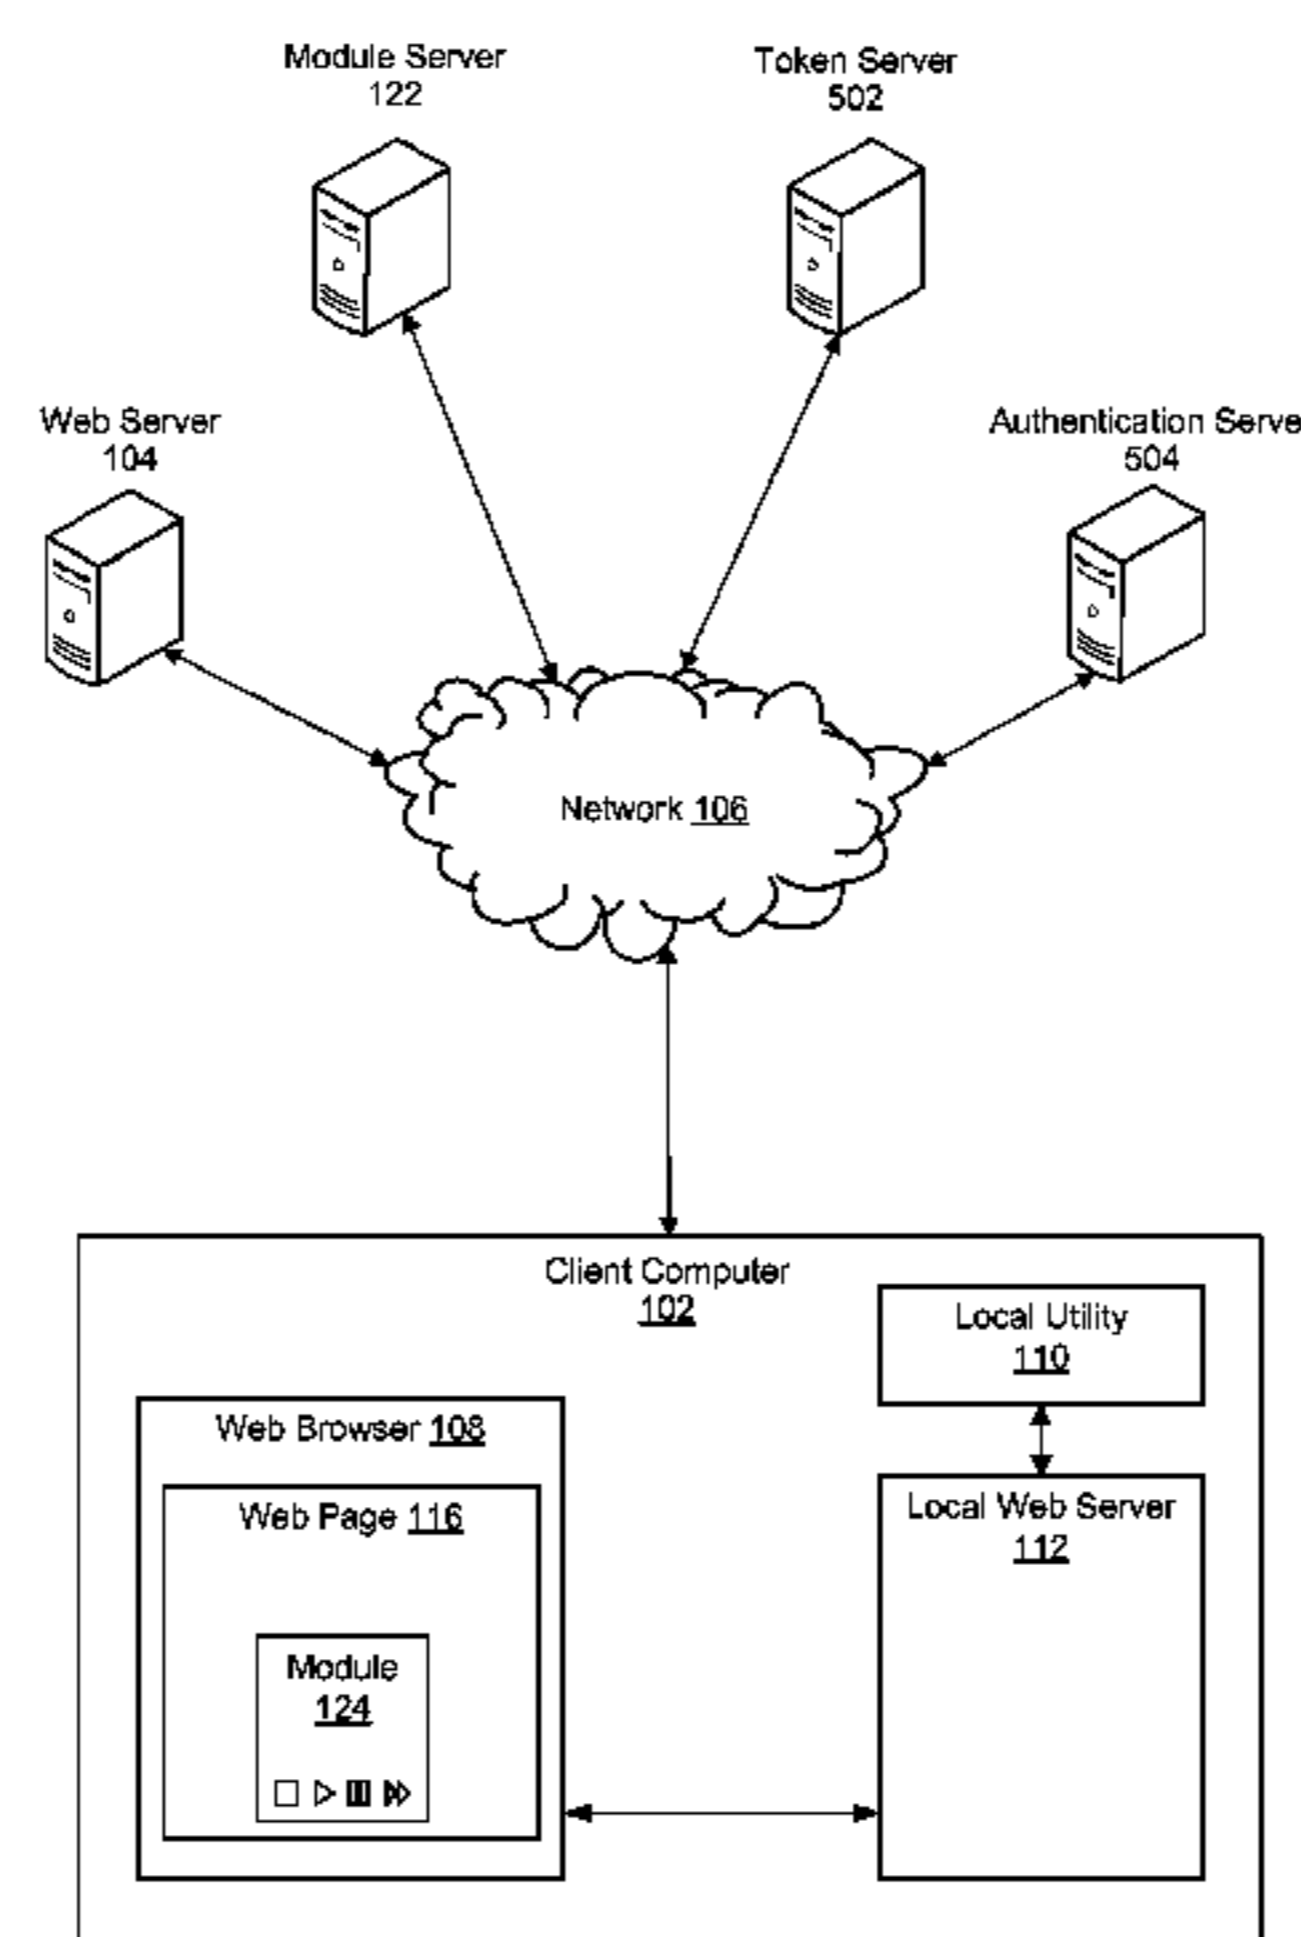 Module Server
122
Token Server
502
Web Server
104
Authentication Serve
504
Network 106
Client Computer
102
Local Utility
110
Web Browser 108
Web Page 116
Local Web Server
112
Module
124